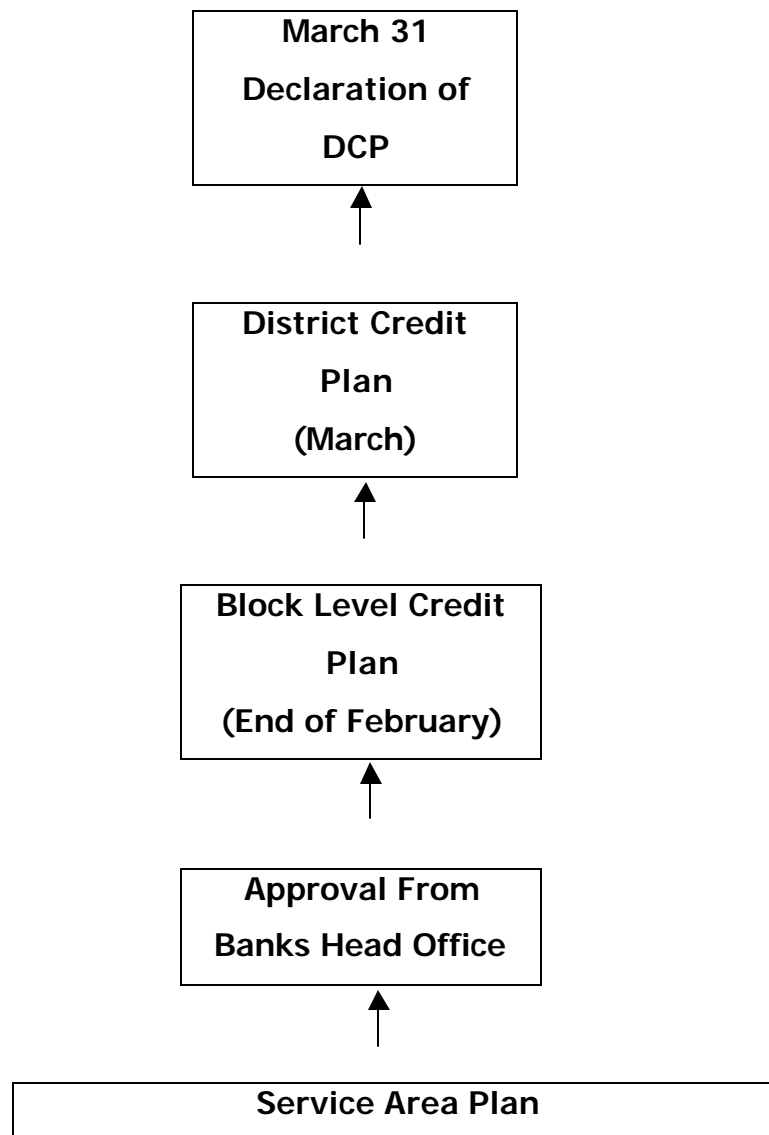 March 31
Declaration of
DCP
District Credit
Plan
(March)
Block Level Credit
Plan
(End of February)
Approval From
Banks Head Office
Service Area Plan